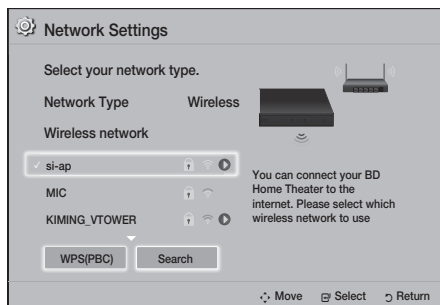 Network Settings
Select your network type.
Network Type Wireless
Wireless network
si-ap
MIC
KIMING_VTOWER
WPS(PBC) Search
You can connect your BD
Home Theater to the
internet. Please select which
wireless network to use
Move Select Return